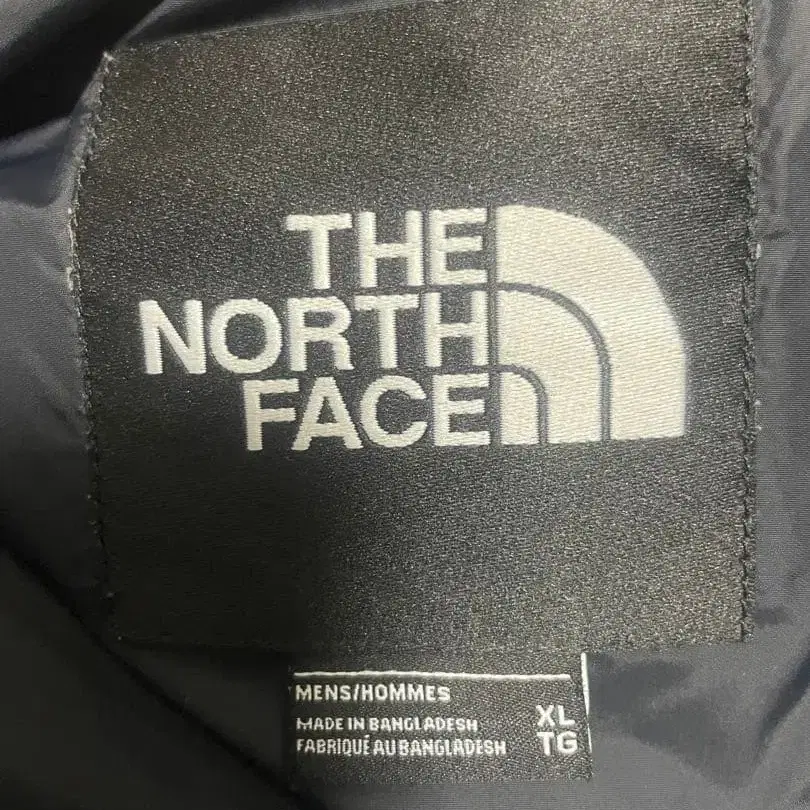 THE
NORTH
FACE
MENS/HOMMES
MADE IN BANGLADESH
FABRIQUÉ AU BANGLADESH
XL
TG